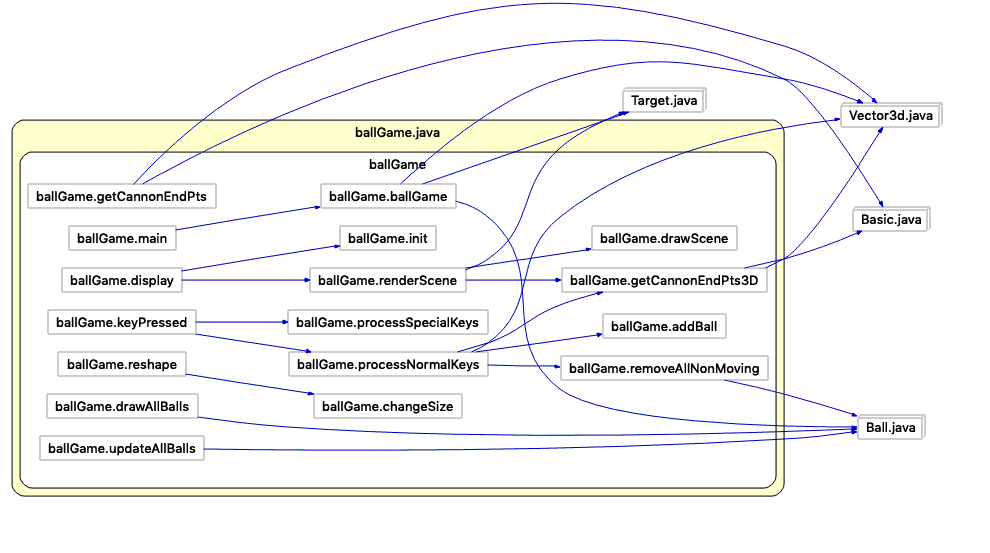 Target.java
Vector3d.java
ballGame.java
ballGame
ballGame.getCannonEndPts
ballGame.ballGame
Basic.java
ballGame.main
ballGame.init
ballGame.drawScene
ballGame.display
ballGame.renderScene
ballGame.getCannonEndPts3D
ballGame.keyPressed
ballGame.processSpecialKeys
ballGame.addBall
ballGame.reshape
ballGame.processNormalKeys
ballGame.removeAllNonMoving
ballGame.drawAllBalls
ballGame.changeSize
Ball.java
ballGame.updateAllBalls